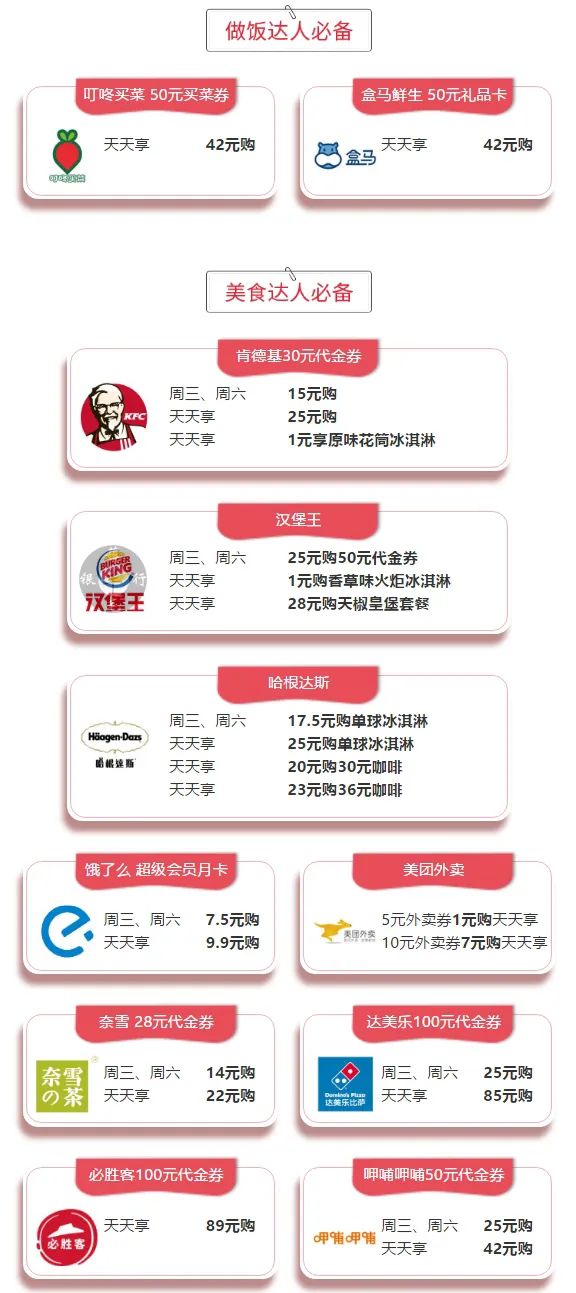 做饭达人必备
叮咚买菜 50元买菜券
天天享 42元购
叮咚买菜
盒马鲜生 50元礼品卡
天天享 42元购
盒马
美食达人必备
肯德基30元代金券
KFC
周三、周六 15元购
天天享 25元购
天天享 1元享原味花筒冰淇淋
汉堡王
BURGER KING
银 行
汉堡王
周三、周六 25元购50元代金券
天天享 1元购香草味火炬冰淇淋
天天享 28元购天椒皇堡套餐
哈根达斯
Häagen-Dazs
哈根達斯
周三、周六 17.5元购单球冰淇淋
天天享 25元购单球冰淇淋
天天享 20元购30元咖啡
天天享 23元购36元咖啡
饿了么 超级会员月卡
周三、周六 7.5元购
天天享 9.9元购
美团外卖
美团外卖
5元外卖券1元购天天享
10元外卖券7元购天天享
奈雪 28元代金券
奈雪
の茶
周三、周六 14元购
天天享 22元购
达美乐100元代金券
Domino's Pizza
达美乐比萨
周三、周六 25元购
天天享 85元购
必胜客100元代金券
必胜客
天天享 89元购
呷哺呷哺50元代金券
呷哺呷哺
周三、周六 25元购
天天享 42元购